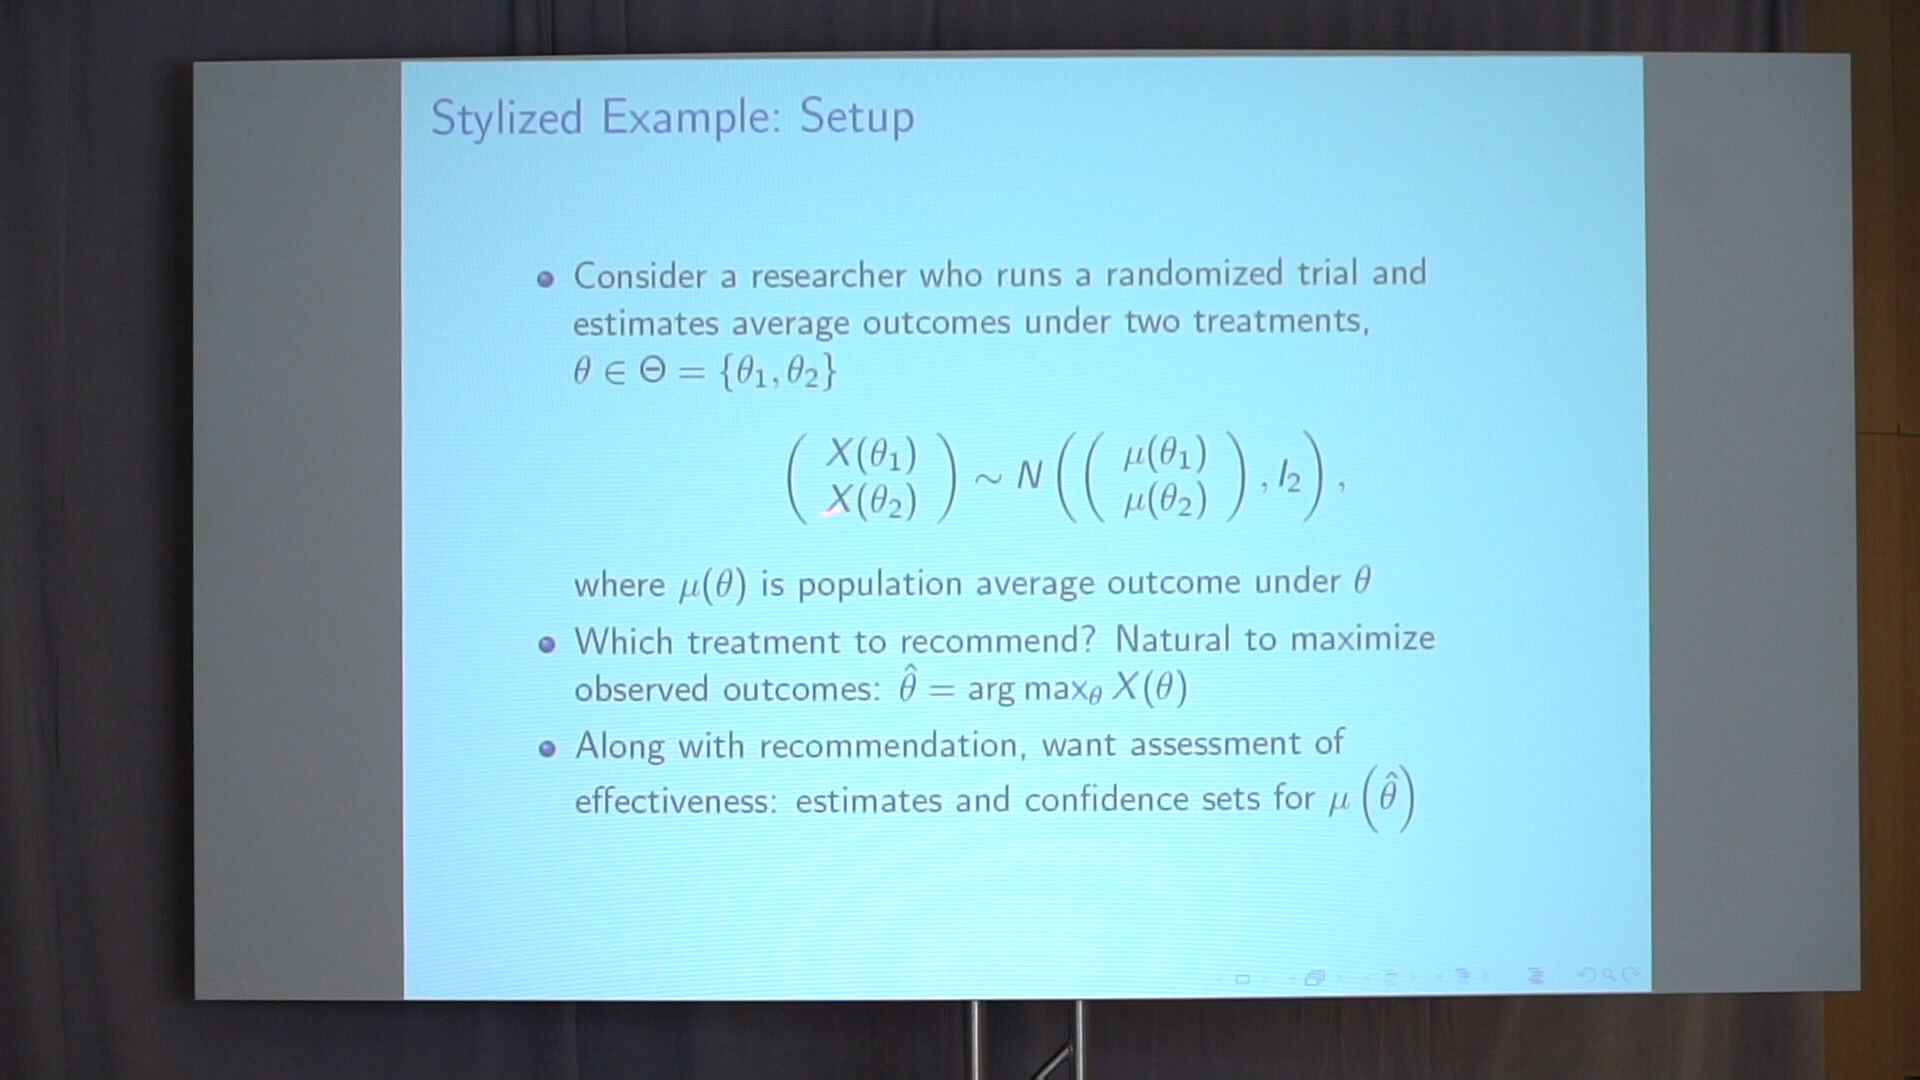 Stylized Example: Setup
Consider a researcher who runs a randomized trial and
estimates average outcomes under two treatments,
θ ∈ Θ = {θ₁, θ₂}
( X(θ₁) X(θ₂) ) ∼ N ( ( μ(θ₁) μ(θ₂) ) , I₂ ) ,
where μ(θ) is population average outcome under θ
Which treatment to recommend? Natural to maximize
observed outcomes: θ̂ = arg max_θ X(θ)
Along with recommendation, want assessment of
effectiveness: estimates and confidence sets for μ(θ̂)